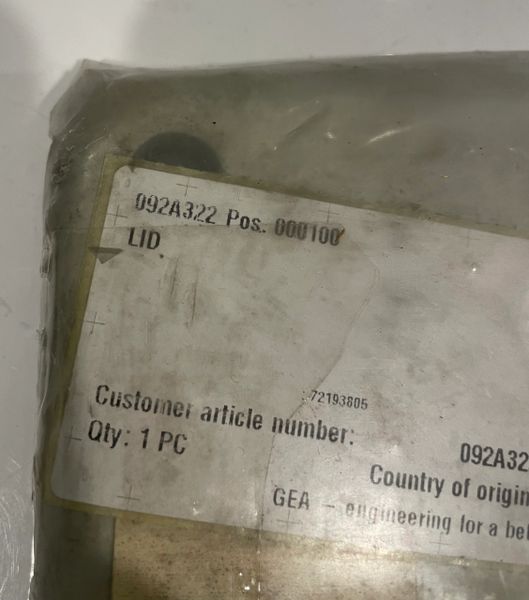 092A322 Pos. 000100
LID
72193805
Customer article number:
092A32
Qty: 1 PC
Country of origin
GEA – engineering for a be